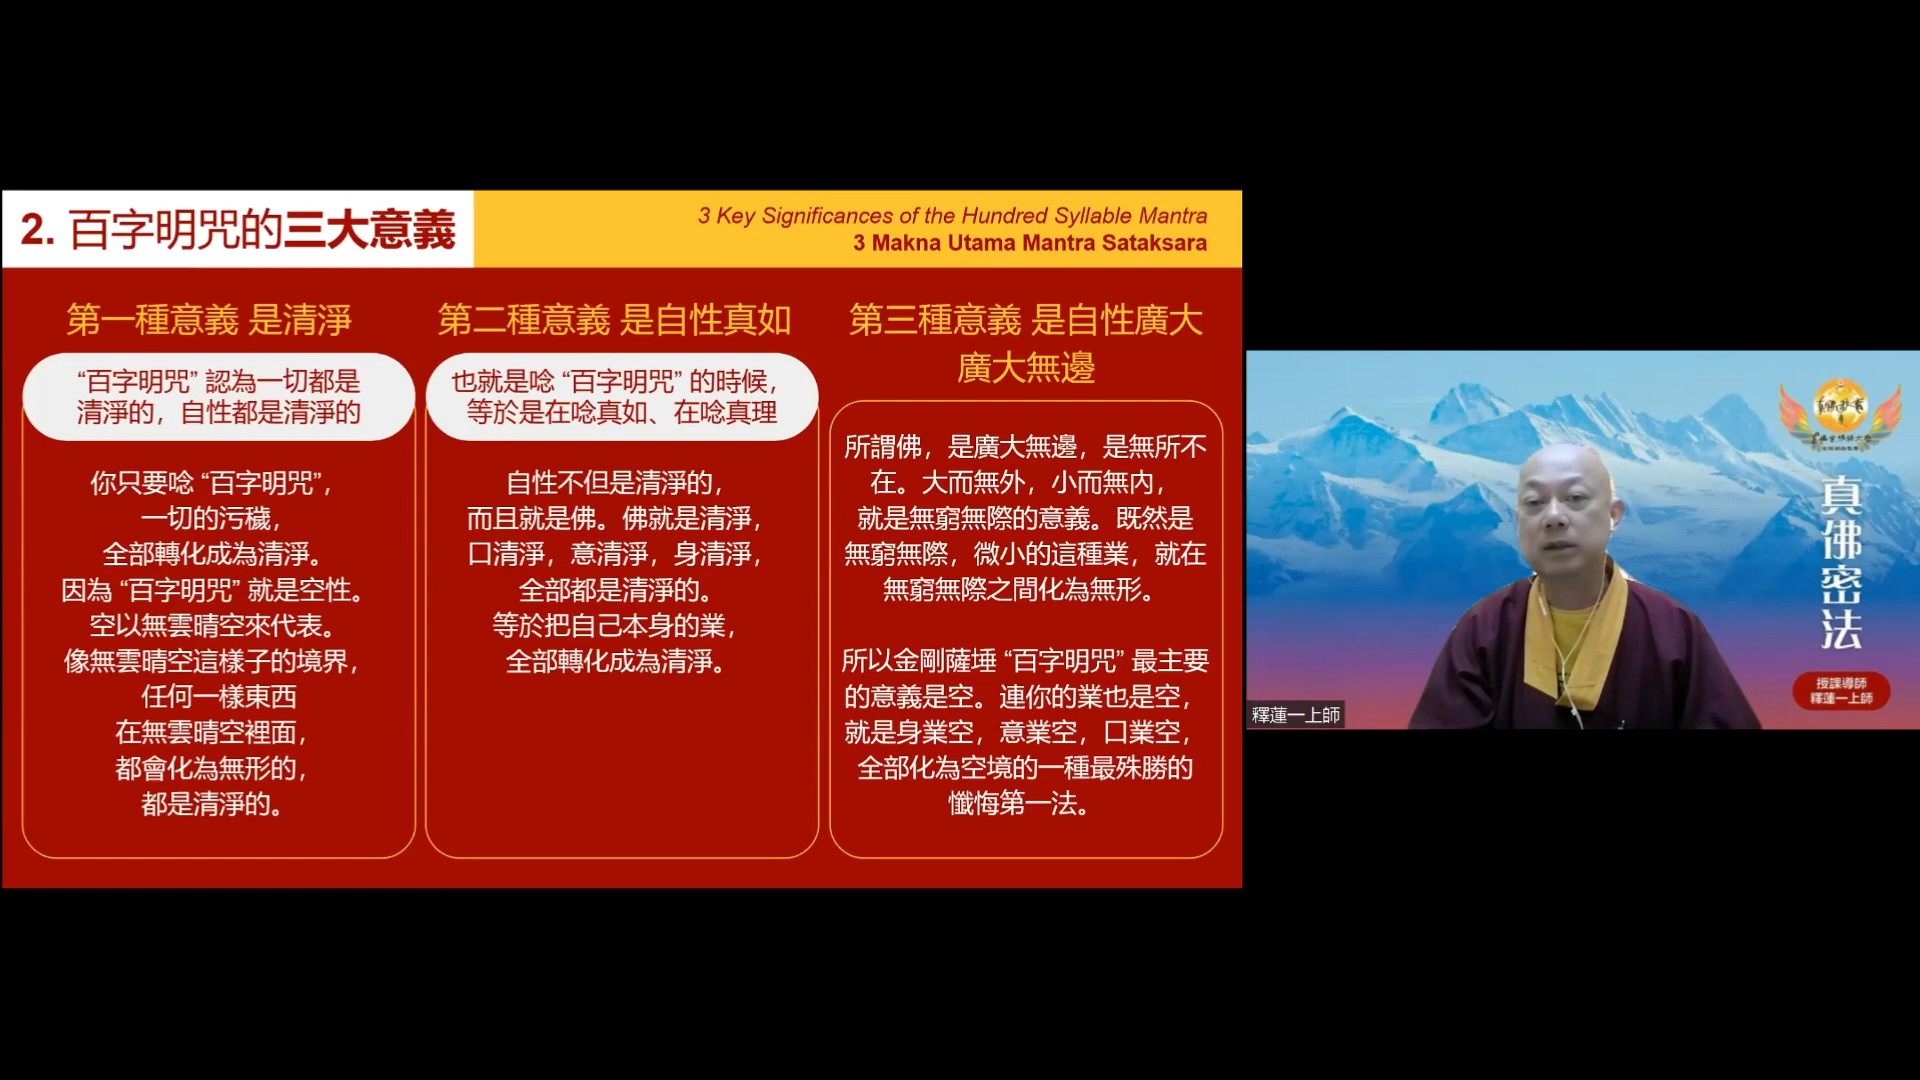 2. 百字明咒的三大意義
3 Key Significances of the Hundred Syllable Mantra
3 Makna Utama Mantra Sataksara
第一種意義 是清淨
“百字明咒” 認為一切都是
清淨的，自性都是清淨的
你只要唸 “百字明咒”，
一切的污穢，
全部轉化成為清淨。
因為 “百字明咒” 就是空性。
空以無雲晴空來代表。
像無雲晴空這樣子的境界，
任何一樣東西
在無雲晴空裡面，
都會化為無形的，
都是清淨的。
第二種意義 是自性真如
也就是唸 “百字明咒” 的時候，
等於是在唸真如、在唸真理
自性不但是清淨的，
而且就是佛。佛就是清淨，
口清淨，意清淨，身清淨，
全部都是清淨的。
等於把自己本身的業，
全部轉化成為清淨。
第三種意義 是自性廣大
廣大無邊
所謂佛，是廣大無邊，是無所不
在。大而無外，小而無內，
就是無窮無際的意義。既然是
無窮無際，微小的這種業，就在
無窮無際之間化為無形。
所以金剛薩埵 “百字明咒” 最主要
的意義是空。連你的業也是空，
就是身業空，意業空，口業空，
全部化為空境的一種最殊勝的
懺悔第一法。
真佛密法
授課導師
釋蓮一上師
釋蓮一上師